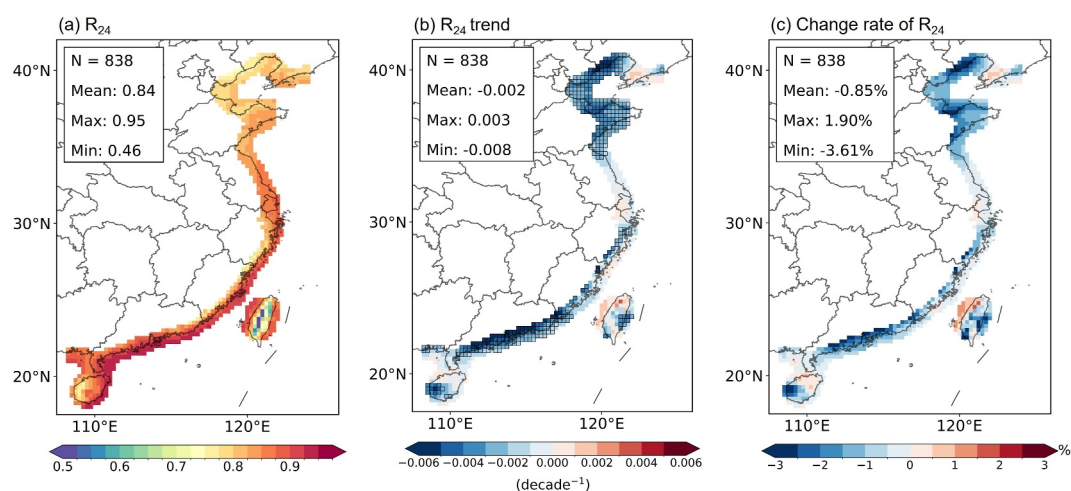 (a) R₂₄
N = 838
Mean: 0.84
Max: 0.95
Min: 0.46
40°N
30°N
20°N
110°E
120°E
0.5 0.6 0.7 0.8 0.9
(b) R₂₄ trend
N = 838
Mean: -0.002
Max: 0.003
Min: -0.008
40°N
30°N
20°N
110°E
120°E
−0.006 −0.004 −0.002 0.000 0.002 0.004 0.006
(decade⁻¹)
(c) Change rate of R₂₄
N = 838
Mean: -0.85%
Max: 1.90%
Min: -3.61%
40°N
30°N
20°N
110°E
120°E
−3 −2 −1 0 1 2 3 %